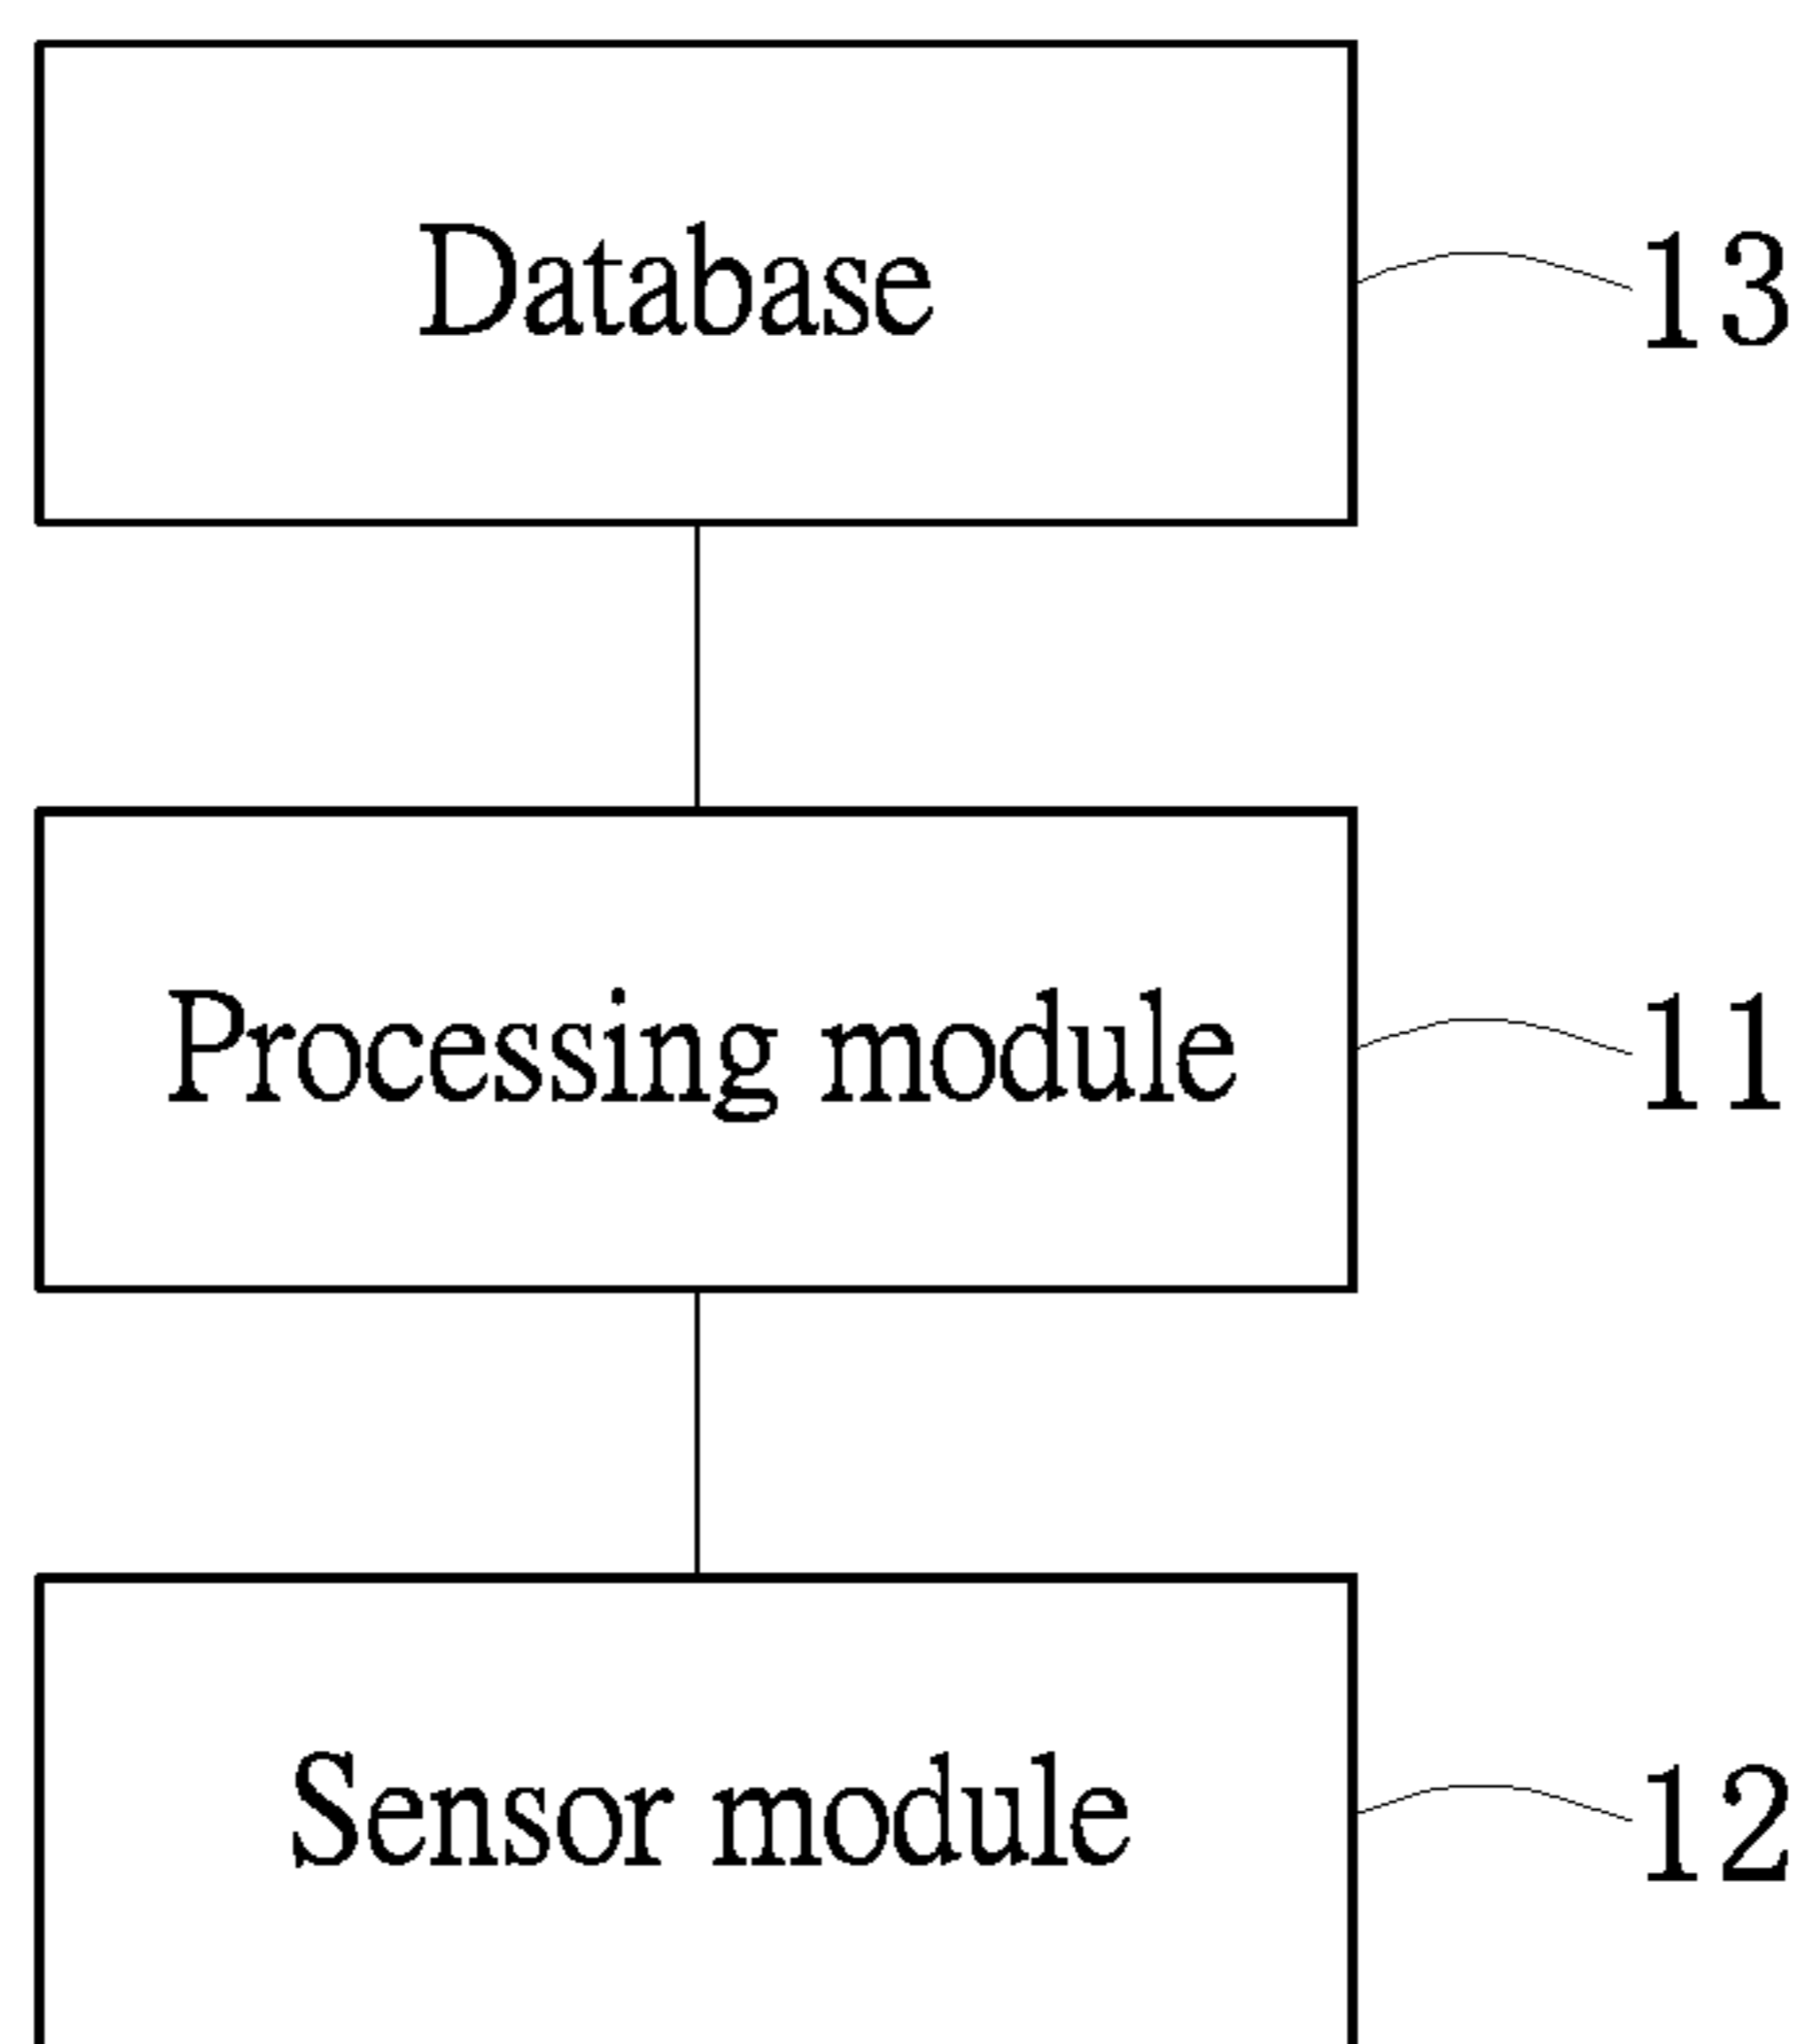 Database
13
Processing module
11
Sensor module
12